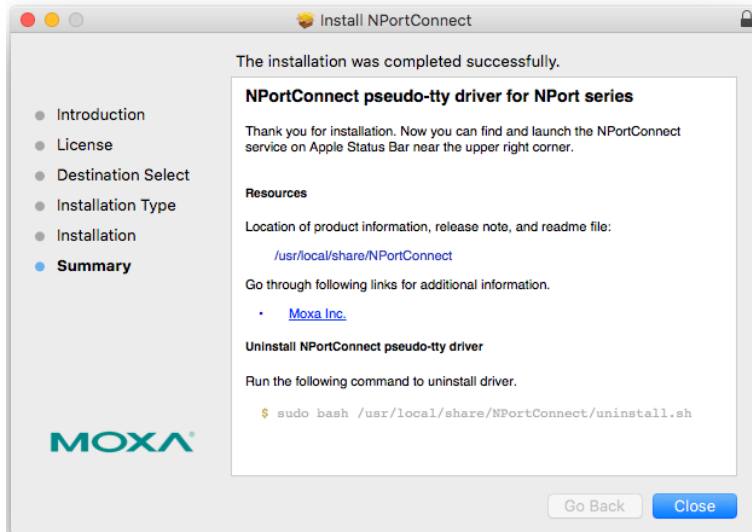 Install NPortConnect
The installation was completed successfully.
Introduction
License
Destination Select
Installation Type
Installation
Summary
NPortConnect pseudo-tty driver for NPort series
Thank you for installation. Now you can find and launch the NPortConnect
service on Apple Status Bar near the upper right corner.
Resources
Location of product information, release note, and readme file:
/usr/local/share/NPortConnect
Go through following links for additional information.
• Moxa Inc.
Uninstall NPortConnect pseudo-tty driver
Run the following command to uninstall driver.
$ sudo bash /usr/local/share/NPortConnect/uninstall.sh
MOXA®
Go Back
Close